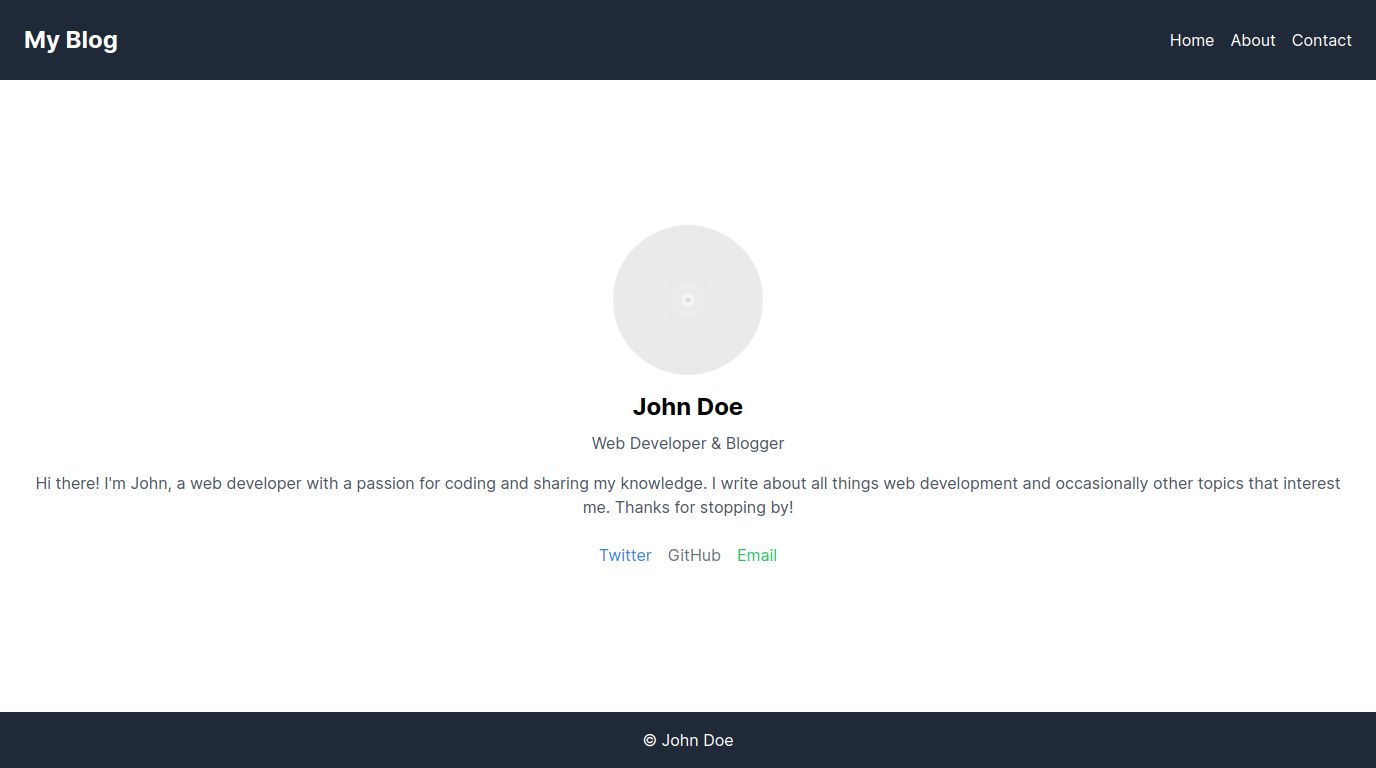 My Blog
Home About Contact
John Doe
Web Developer & Blogger
Hi there! I'm John, a web developer with a passion for coding and sharing my knowledge. I write about all things web development and occasionally other topics that interest
me. Thanks for stopping by!
Twitter GitHub Email
© John Doe